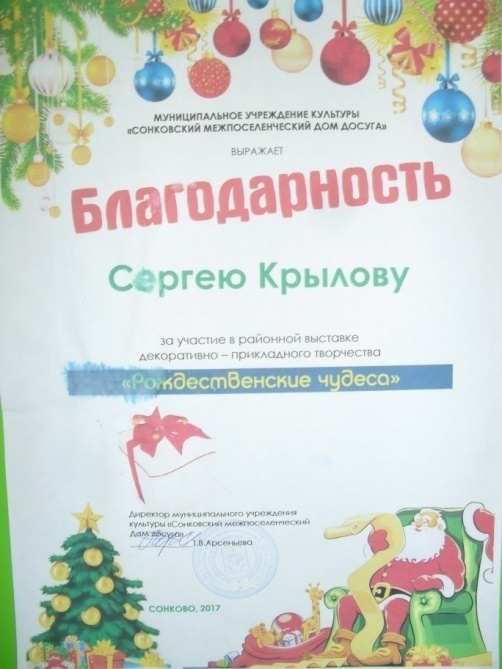 МУНИЦИПАЛЬНОЕ УЧРЕЖДЕНИЕ КУЛЬТУРЫ
«СОНКОВСКИЙ МЕЖПОСЕЛЕНЧЕСКИЙ ДОМ ДОСУГА»
ВЫРАЖАЕТ
БЛАГОДАРНОСТЬ
Сергею Крылову
за участие в районной выставке
декоративно – прикладного творчества
«Рождественские чудеса»
Директор муниципального учреждения
культуры «Сонковский межпоселенческий
Дом досуга»
Т.В.Арсеньева
СОНКОВО, 2017